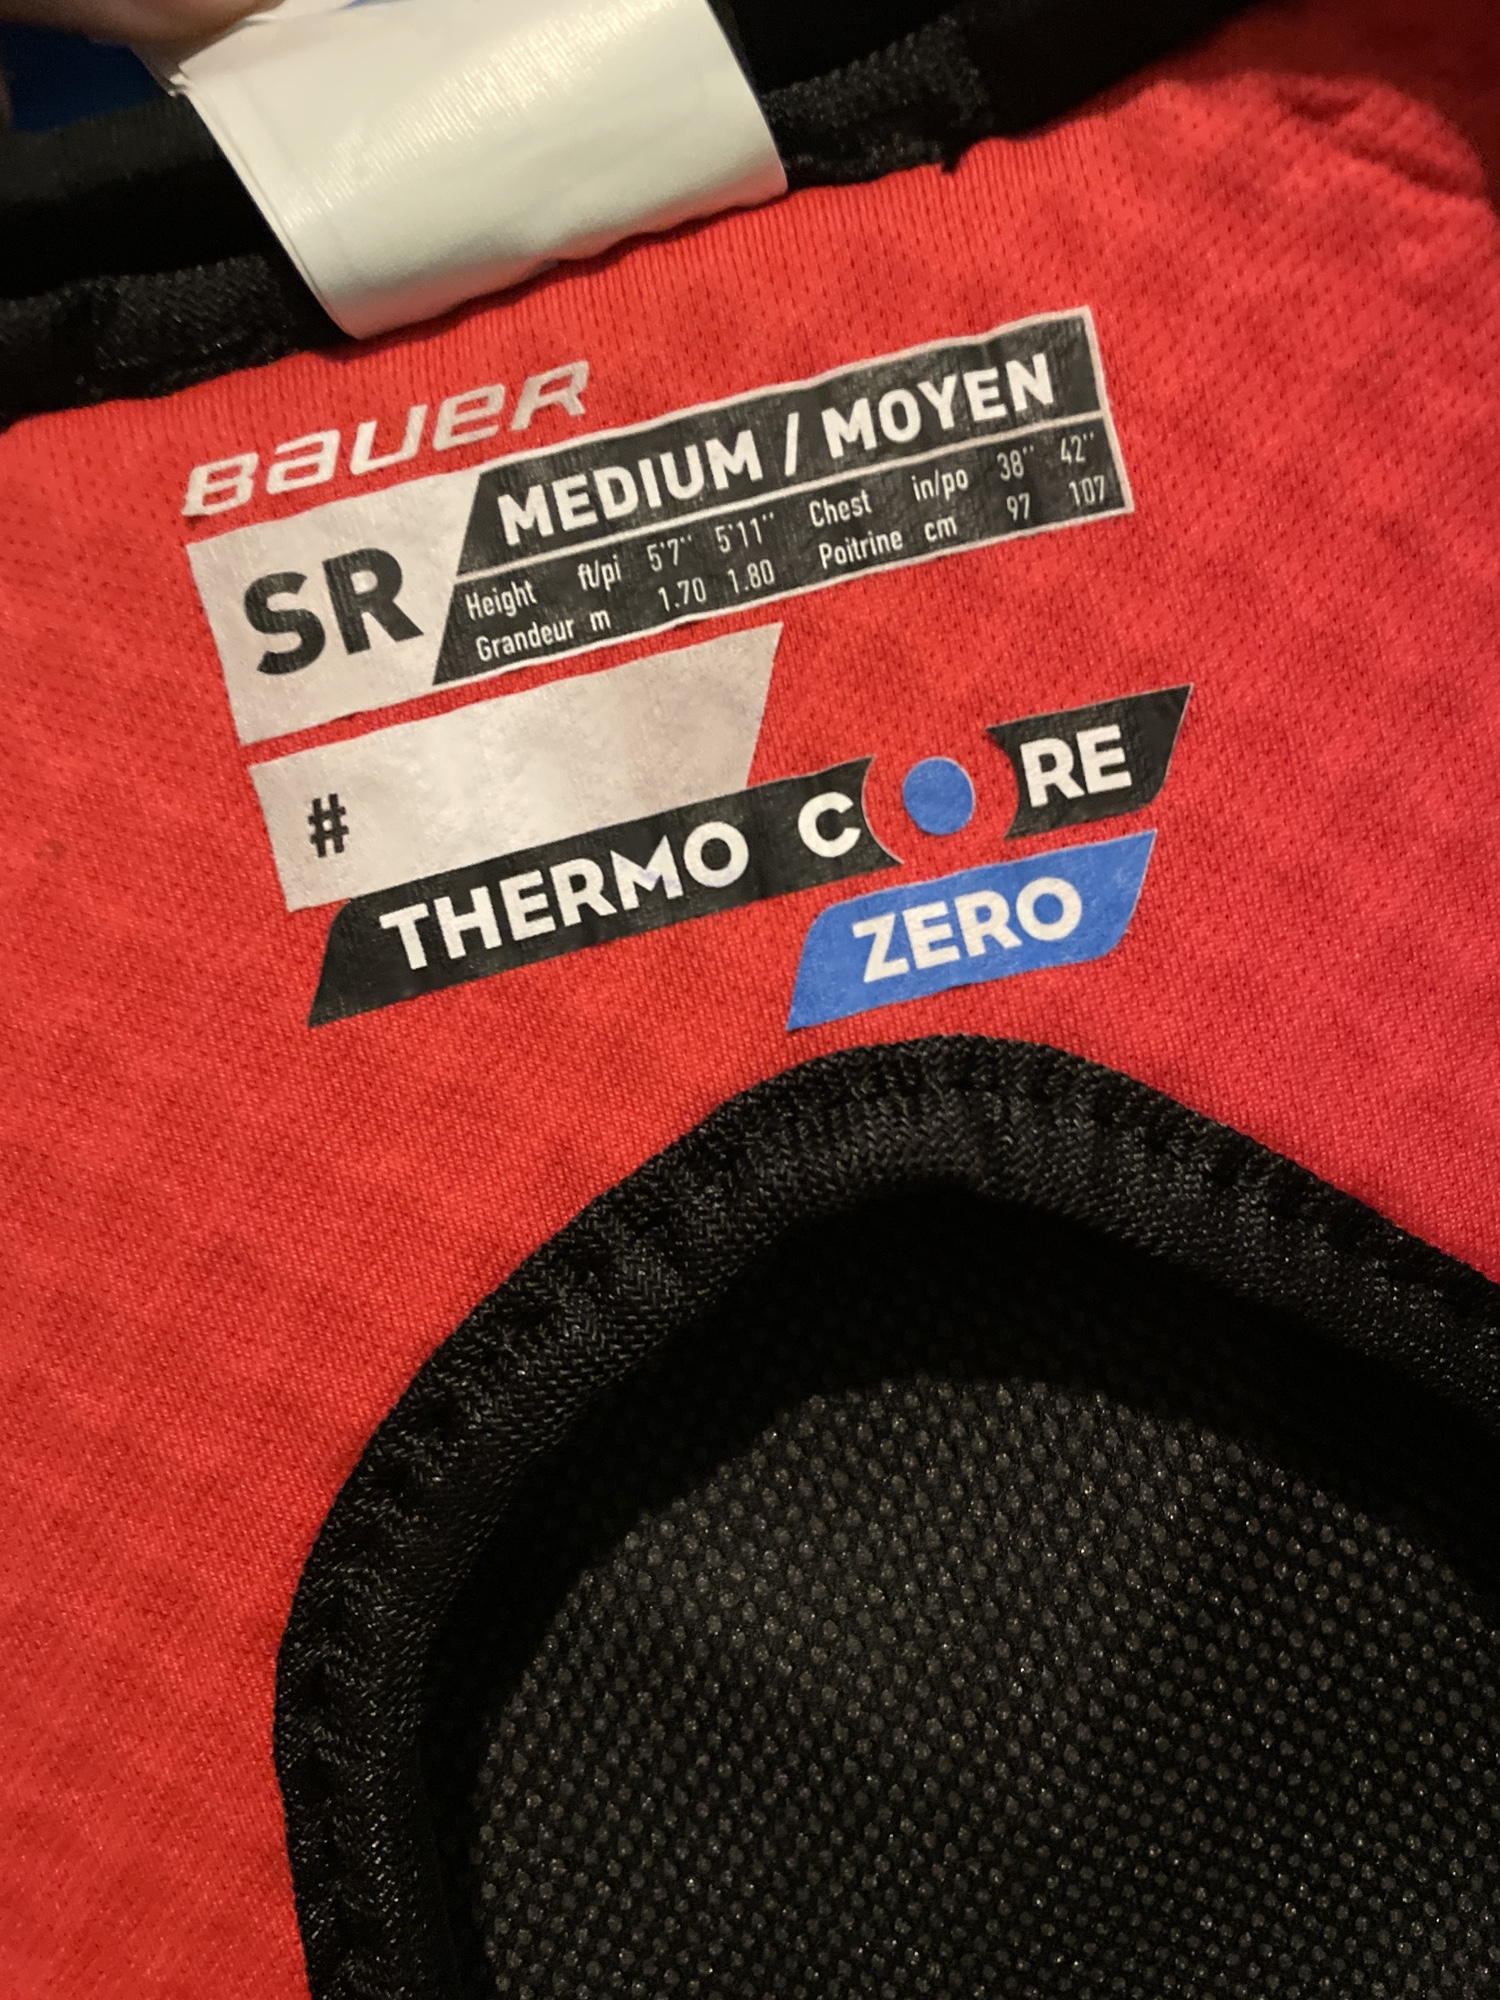 BAUER
SR
MEDIUM / MOYEN
Height ft/pi 5'7'' 5'11'' Chest in/po 38'' 42''
Grandeur m 1.70 1.80 Poitrine cm 97 107
#
THERMO CORE
ZERO